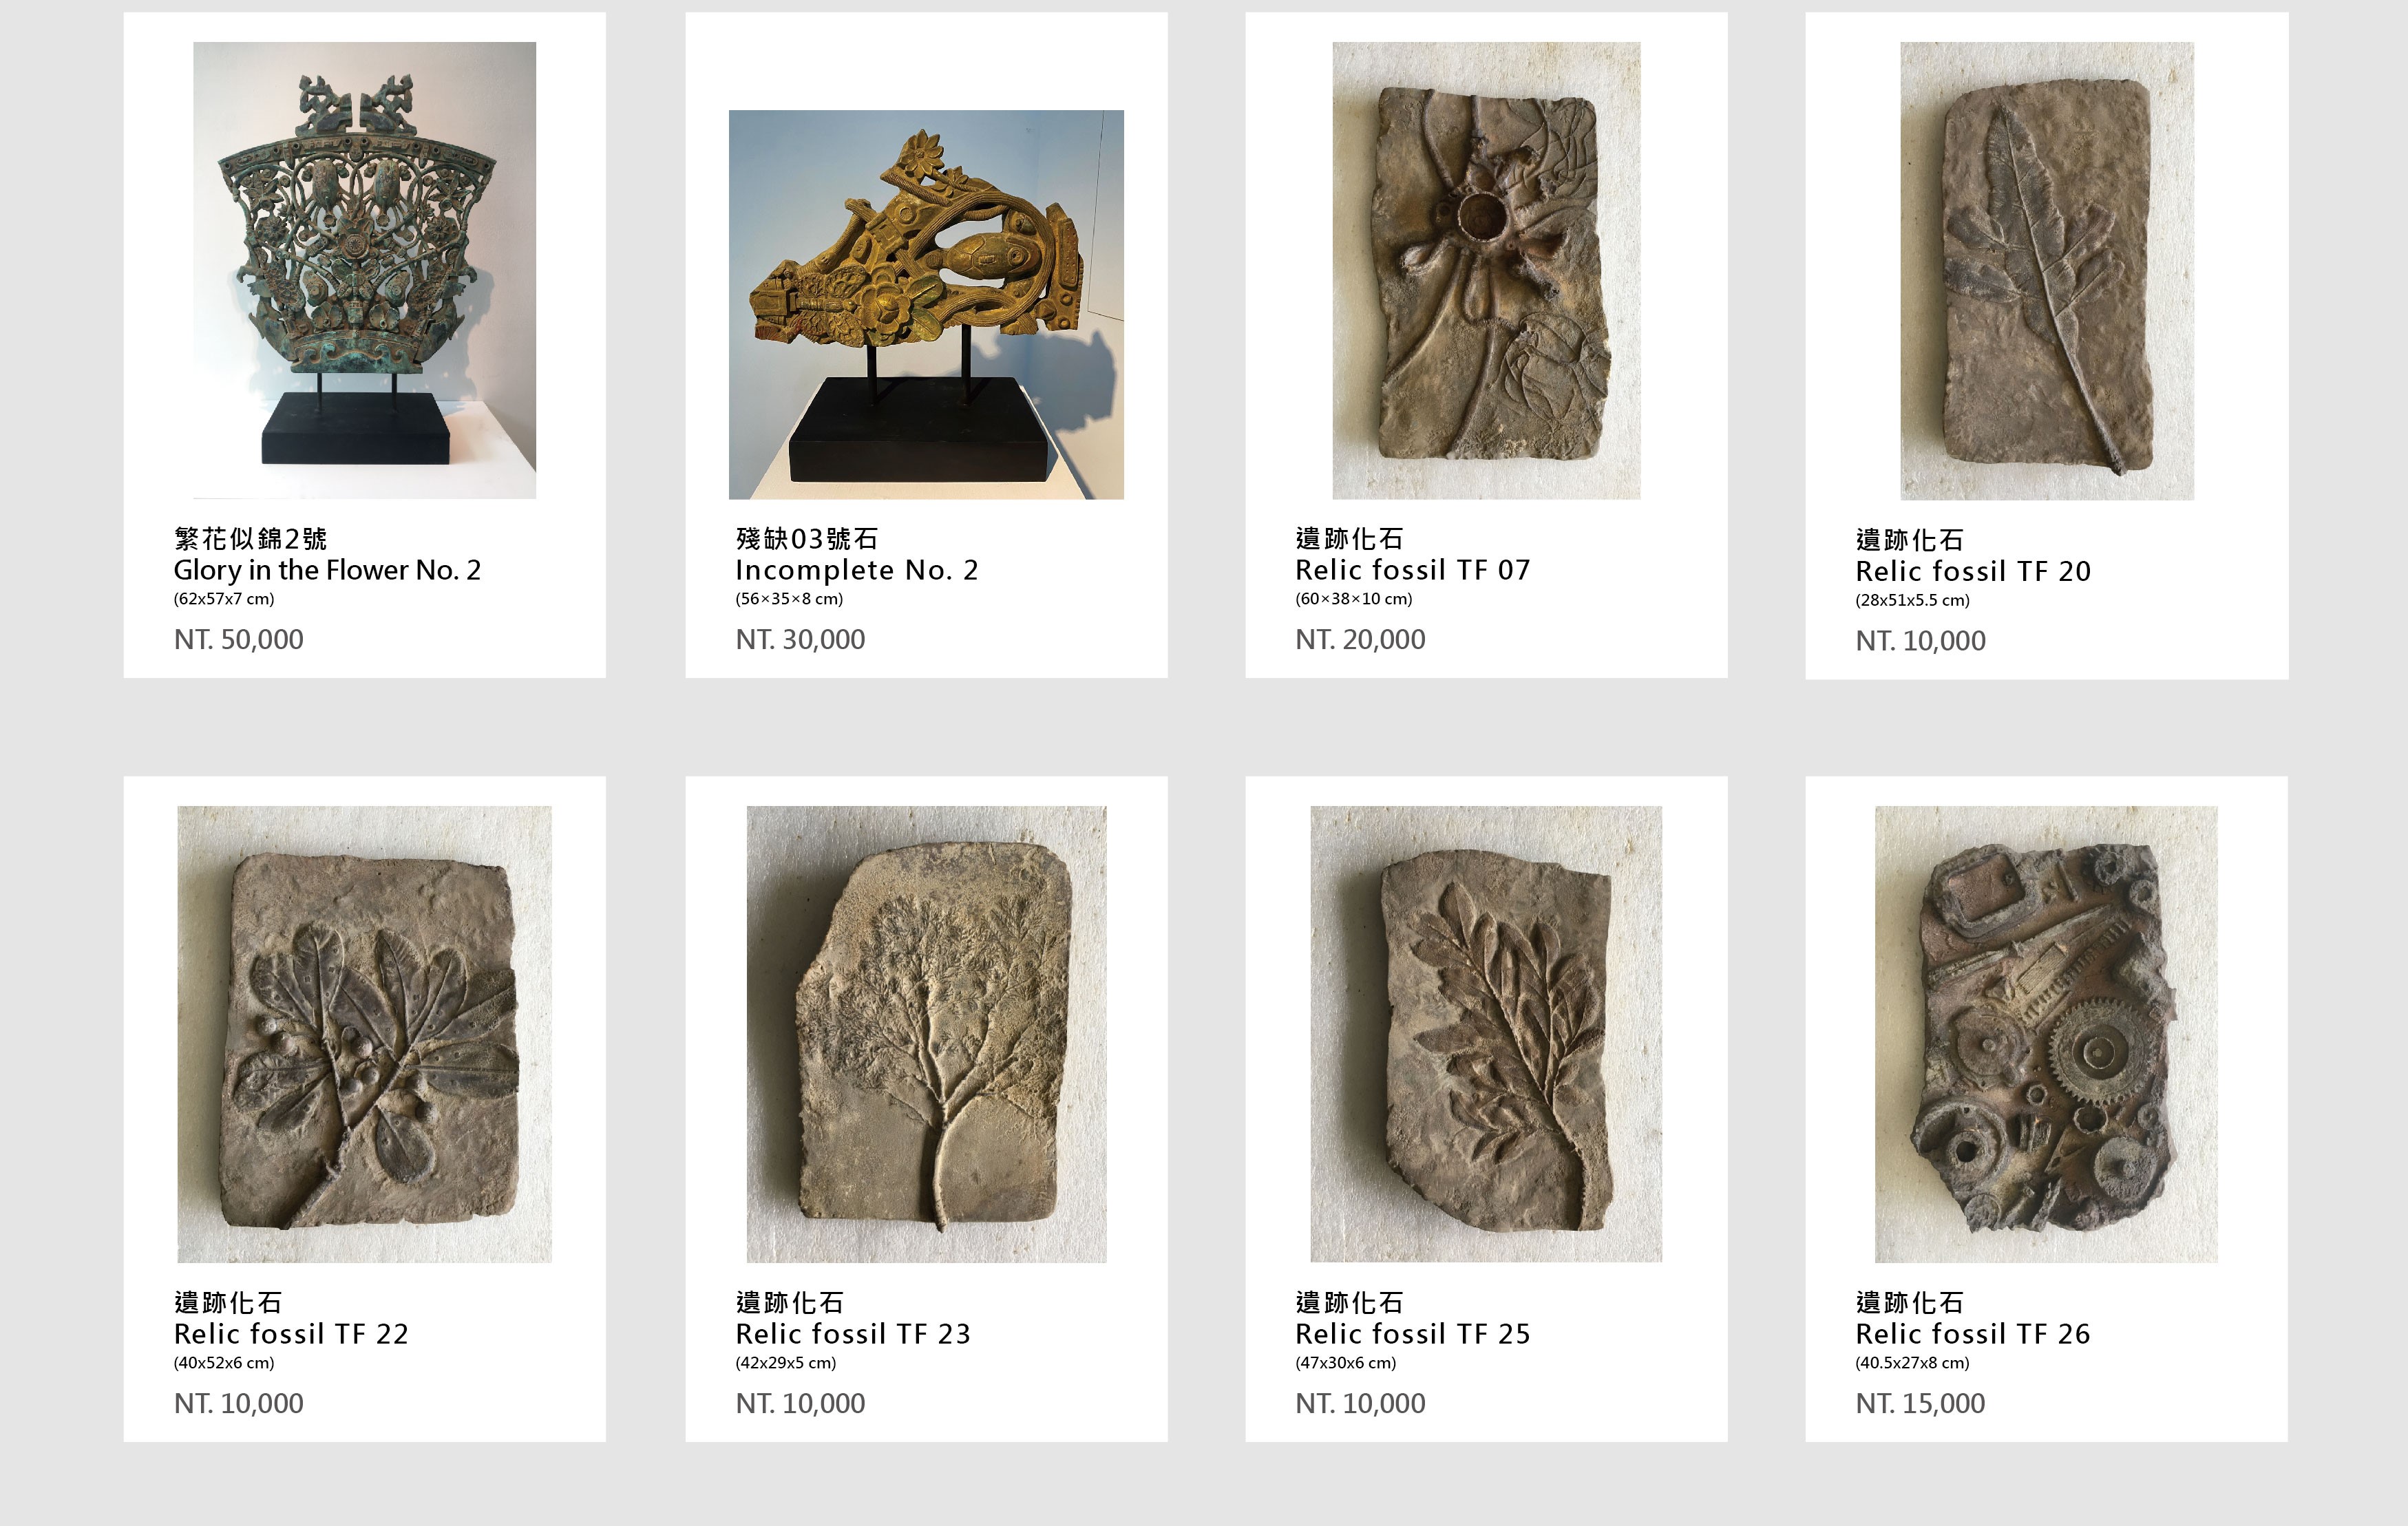 繁花似錦2號
Glory in the Flower No. 2
(62x57x7 cm)
NT. 50,000
殘缺03號石
Incomplete No. 2
(56×35×8 cm)
NT. 30,000
遺跡化石
Relic fossil TF 07
(60×38×10 cm)
NT. 20,000
遺跡化石
Relic fossil TF 20
(28x51x5.5 cm)
NT. 10,000
遺跡化石
Relic fossil TF 22
(40x52x6 cm)
NT. 10,000
遺跡化石
Relic fossil TF 23
(42x29x5 cm)
NT. 10,000
遺跡化石
Relic fossil TF 25
(47x30x6 cm)
NT. 10,000
遺跡化石
Relic fossil TF 26
(40.5x27x8 cm)
NT. 15,000